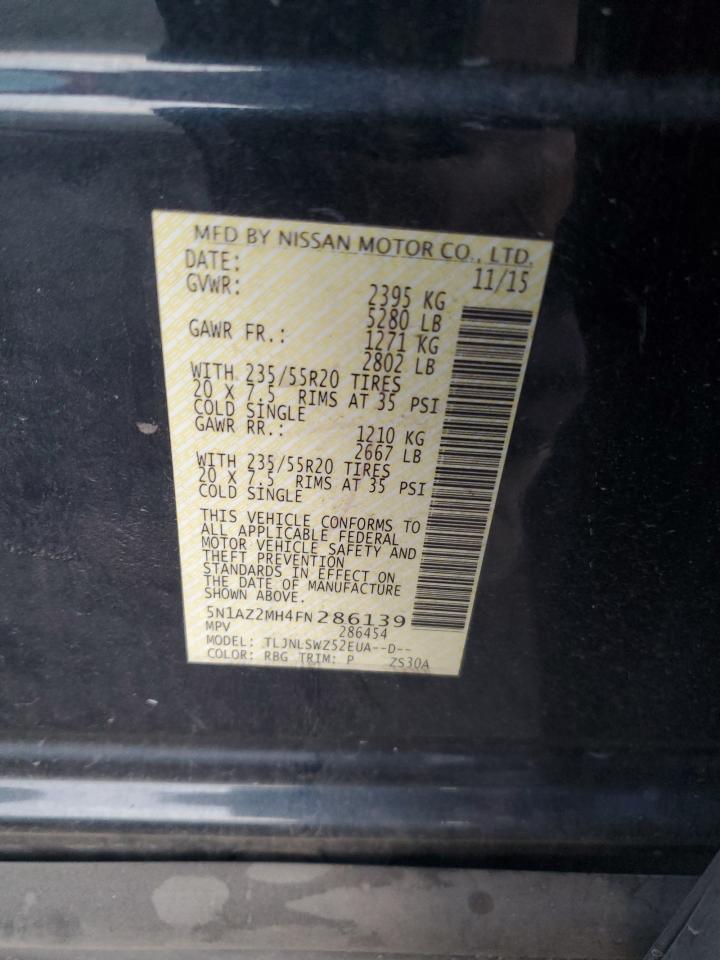 MFD BY NISSAN MOTOR CO., LTD.
DATE: 11/15
GVWR: 2395 KG
5280 LB
GAWR FR.: 1271 KG
2802 LB
WITH 235/55R20 TIRES
20 X 7.5 RIMS AT 35 PSI
COLD SINGLE
GAWR RR.: 1210 KG
2667 LB
WITH 235/55R20 TIRES
20 X 7.5 RIMS AT 35 PSI
COLD SINGLE
THIS VEHICLE CONFORMS TO
ALL APPLICABLE FEDERAL
MOTOR VEHICLE SAFETY AND
THEFT PREVENTION
STANDARDS IN EFFECT ON
THE DATE OF MANUFACTURE
SHOWN ABOVE.
5N1AZ2MH4FN286139
MPV 286454
MODEL: TLJNLSWZ52EUA--D--
COLOR: RBG TRIM: P ZS30A